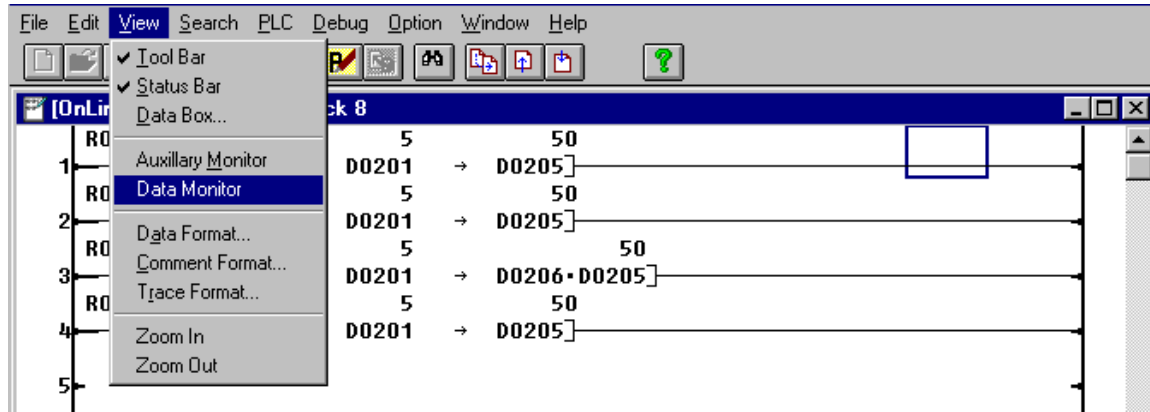 File Edit View Search PLC Debug Option Window Help
Tool Bar
Status Bar
Data Box...
Auxillary Monitor
Data Monitor
Data Format...
Comment Format...
Trace Format...
Zoom In
Zoom Out
[OnLin ck 8
R0 5 50
1 D0201 → D0205]
R0 5 50
2 D0201 → D0205]
R0 5 50
3 D0201 → D0206·D0205]
R0 5 50
4 D0201 → D0205]
5